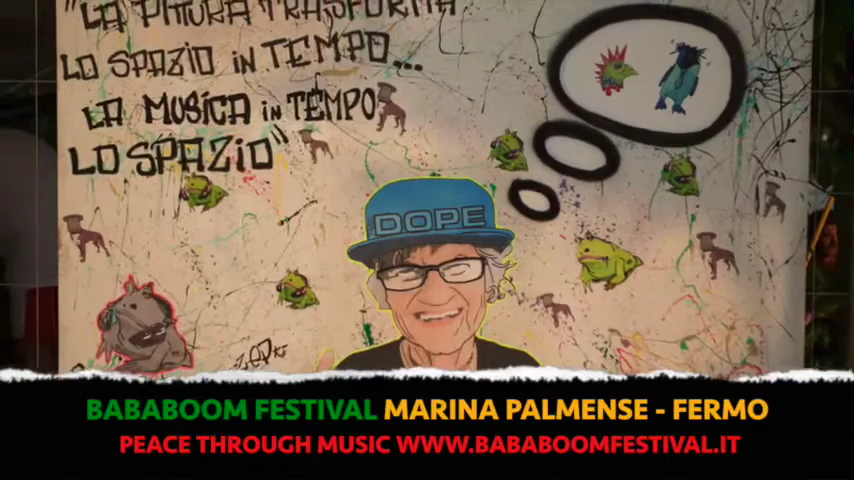 "LA PITURA TRASFORMA
LO SPAZIO IN TEMPO...
LA MUSICA IN TEMPO
LO SPAZIO"
DOPE
BABABOOM FESTIVAL MARINA PALMENSE - FERMO
PEACE THROUGH MUSIC WWW.BABABOOMFESTIVAL.IT